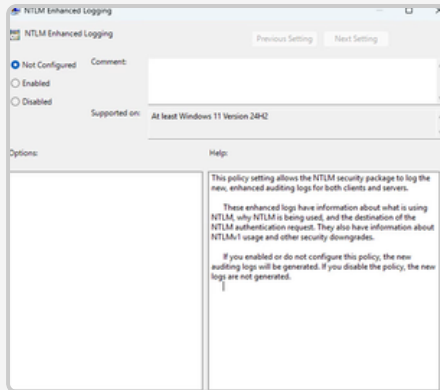 NTLM Enhanced Logging
NTLM Enhanced Logging
Previous Setting
Next Setting
Not Configured
Comment:
Enabled
Disabled
Supported on:
At least Windows 11 Version 24H2
Options:
Help:
This policy setting allows the NTLM security package to log the
new, enhanced auditing logs for both clients and servers.
These enhanced logs have information about what is using
NTLM, why NTLM is being used, and the destination of the
NTLM authentication request. They also have information about
NTLMv1 usage and other security downgrades.
If you enabled or do not configure this policy, the new
auditing logs will be generated. If you disable the policy, the new
logs are not generated.